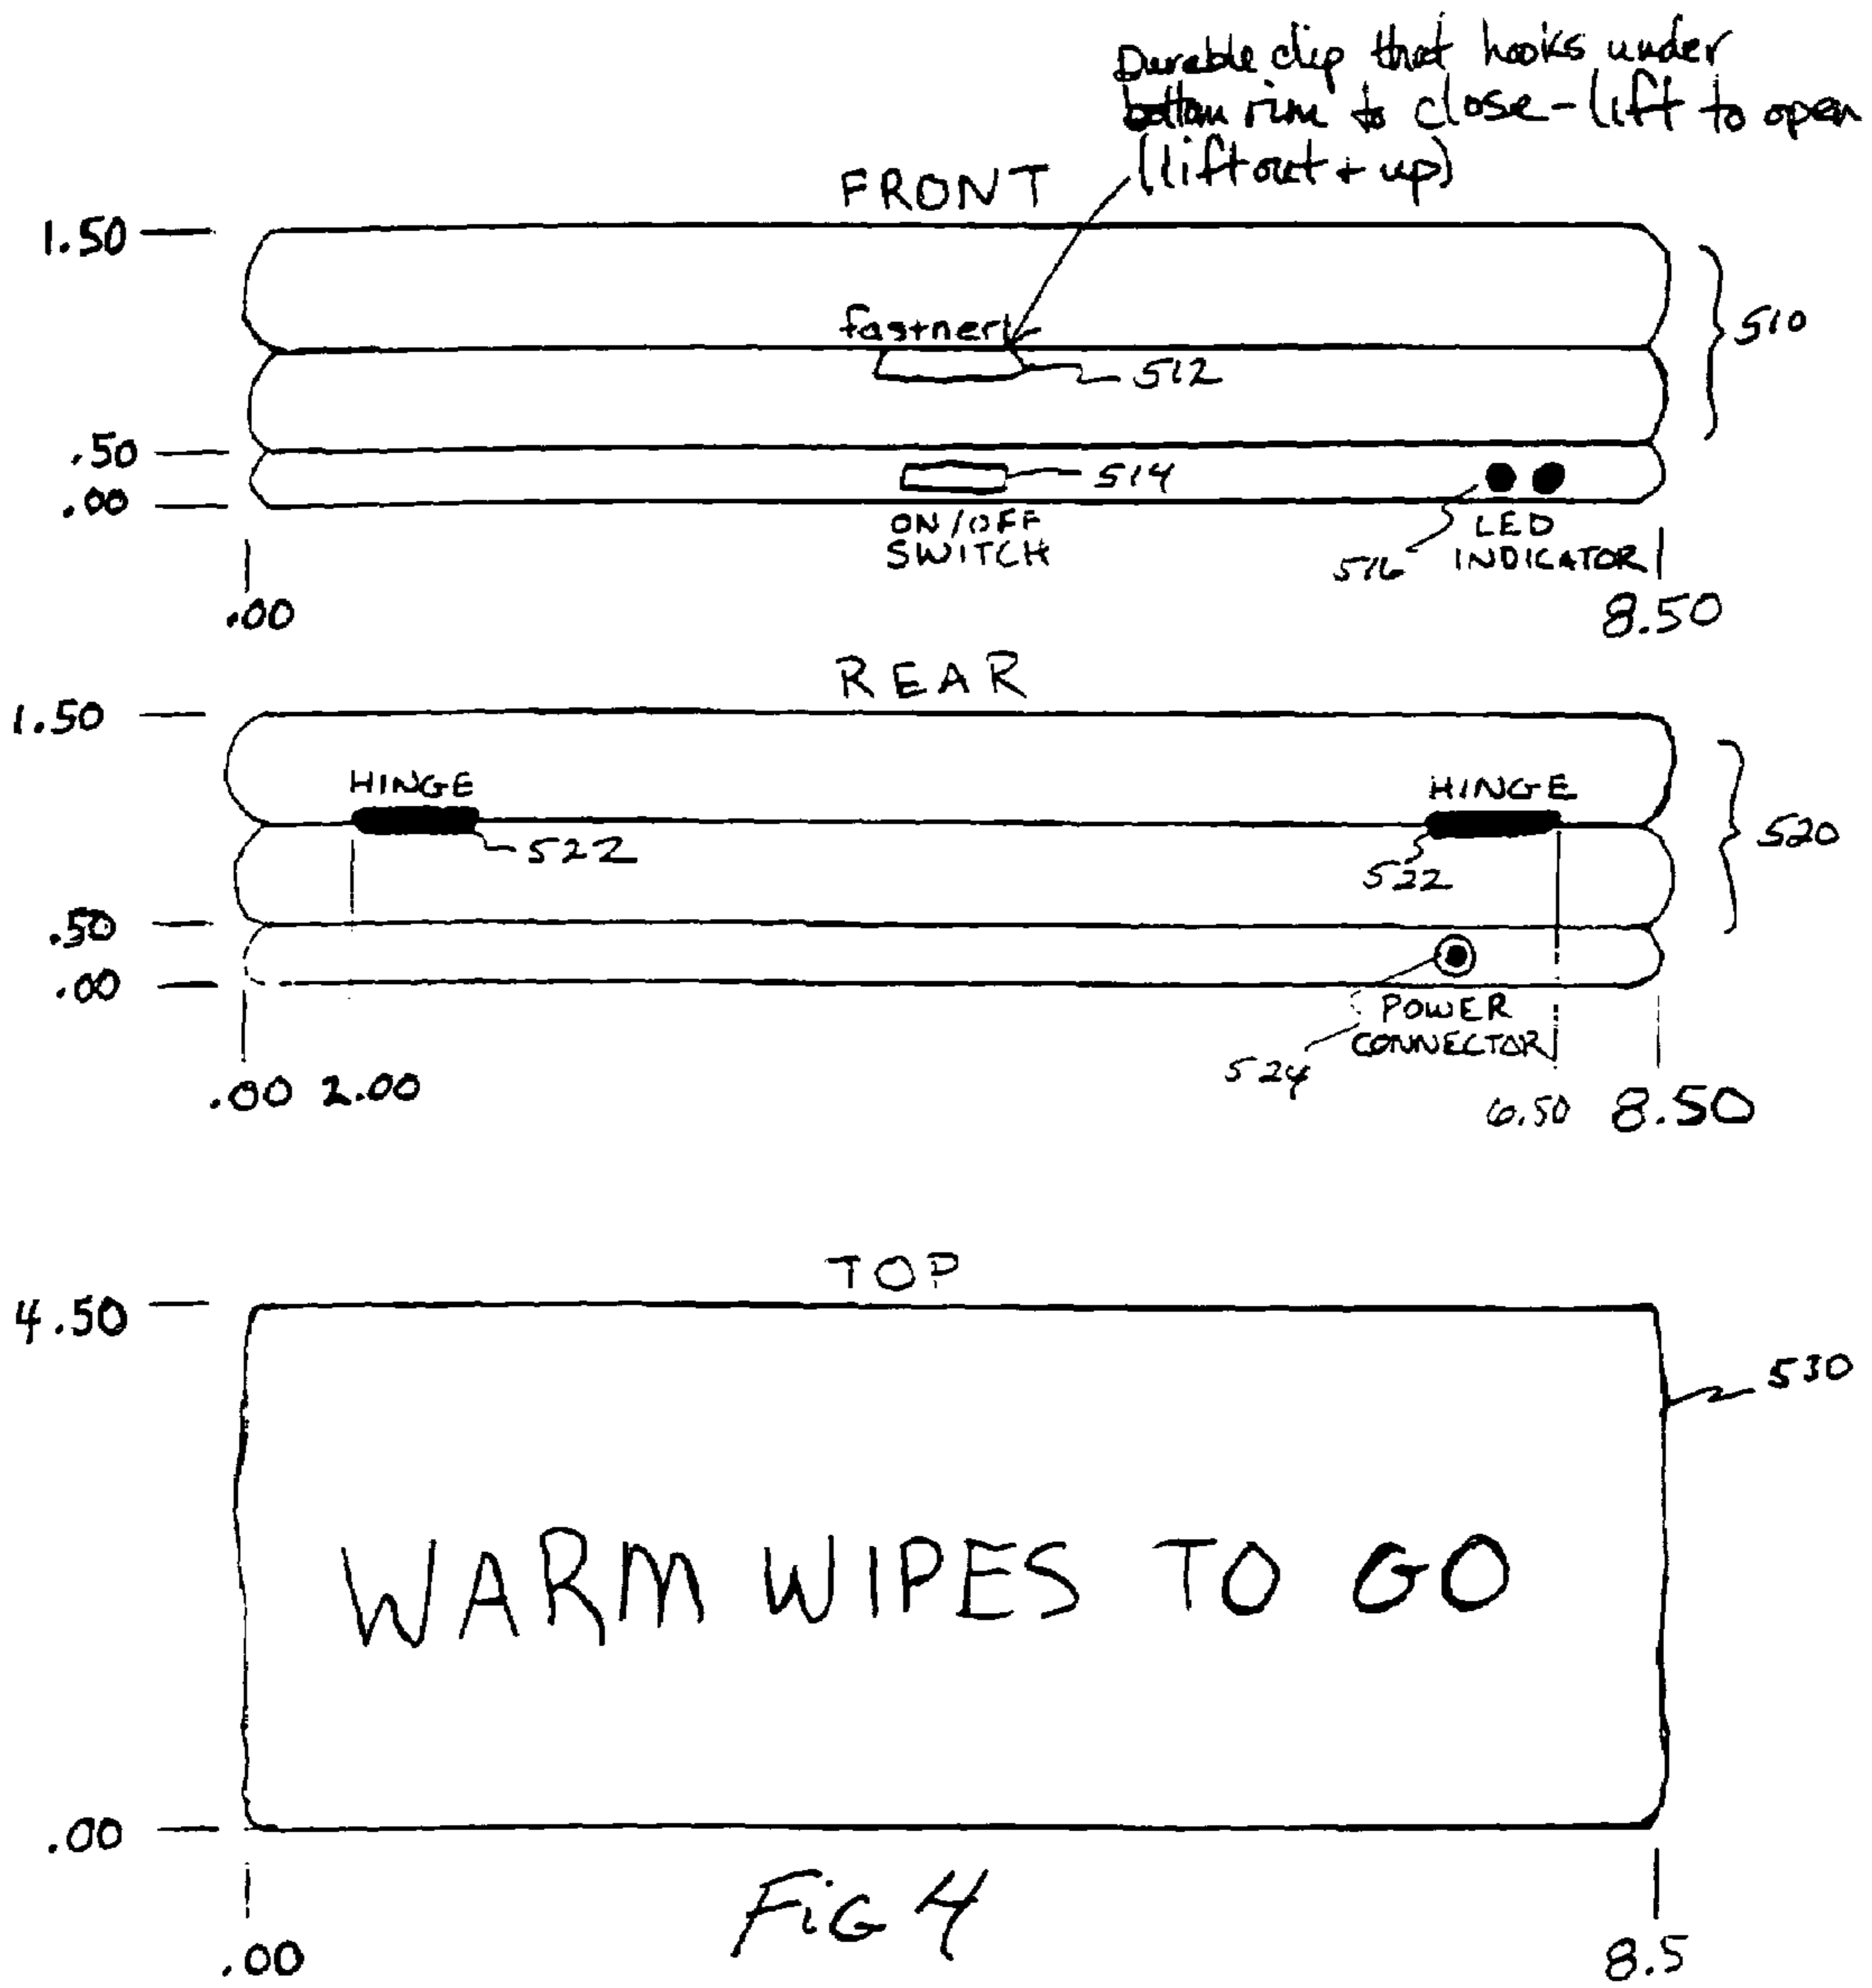 Durable clip that hooks under
bottom rim to close - lift to open
(lift out + up)
FRONT
1.50
510
fastner
512
.50
514
.00
ON/OFF
SWITCH
LED
INDICATOR
516
.00
8.50
REAR
1.50
HINGE
HINGE
522
522
520
.50
.00
POWER
CONNECTOR
524
.00 2.00
6.50 8.50
TOP
4.50
530
WARM WIPES TO GO
.00
Fig 4
.00
8.5